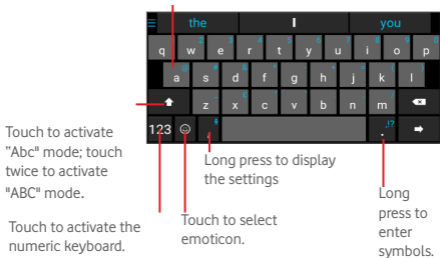 the I you
q w e r t y u i o p
a s d f g h j k l
z x c v b n m
123 , . ,!?
Touch to activate
"Abc" mode; touch
twice to activate
"ABC" mode.
Long press to display
the settings
Long
press to
enter
symbols.
Touch to select
emoticon.
Touch to activate the
numeric keyboard.